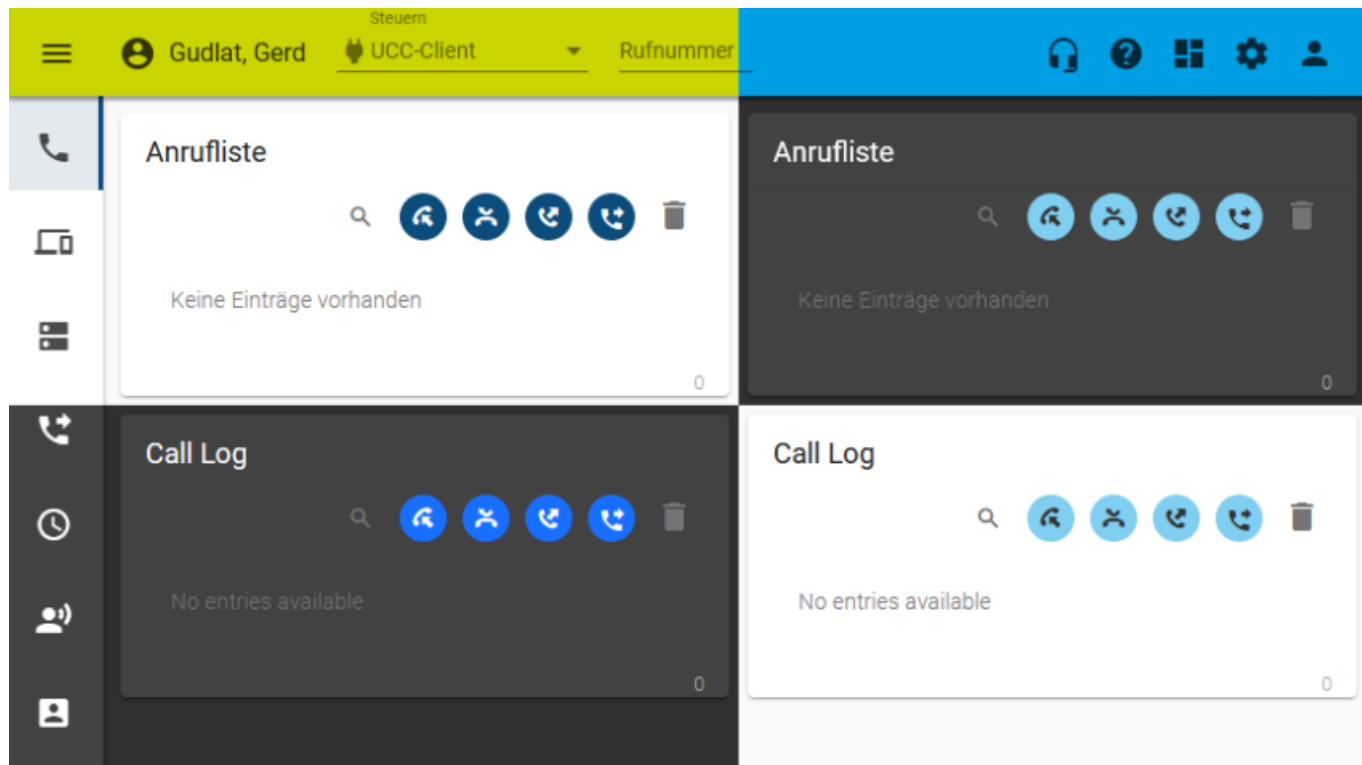 Steuern
Gudlat, Gerd UCC-Client Rufnummer
Anrufliste Anrufliste
Keine Einträge vorhanden Keine Einträge vorhanden
0 0
Call Log Call Log
No entries available No entries available
0 0